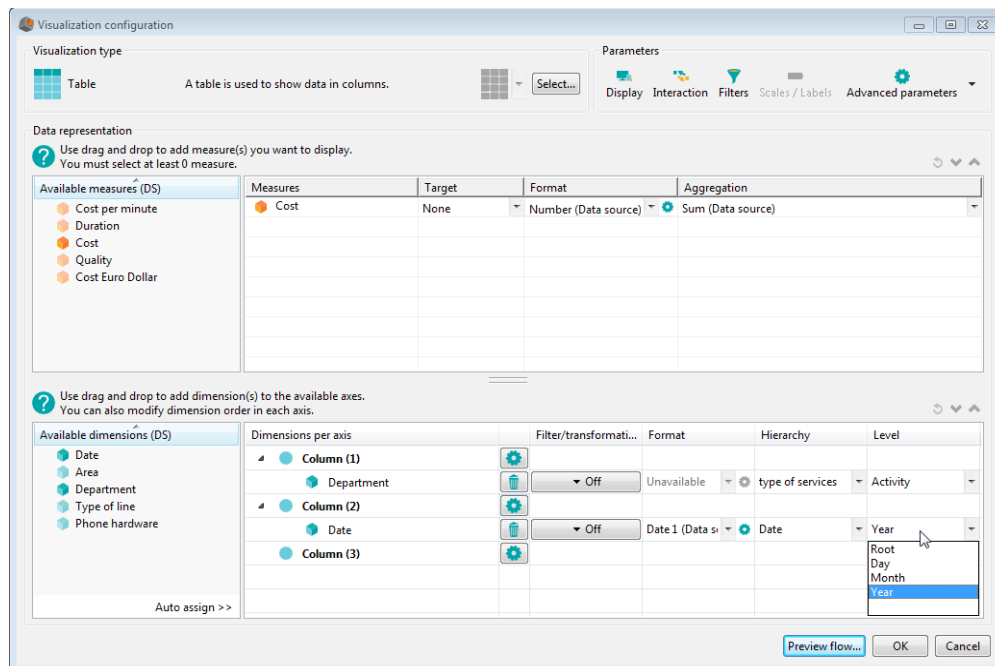 Visualization configuration
Visualization type
Parameters
Table
A table is used to show data in columns.
Select...
Display
Interaction
Filters
Scales / Labels
Advanced parameters
Data representation
Use drag and drop to add measure(s) you want to display.
You must select at least 0 measure.
Available measures (DS)
Cost per minute
Duration
Cost
Quality
Cost Euro Dollar
Measures Target Format Aggregation
Cost None Number (Data source) Sum (Data source)
Use drag and drop to add dimension(s) to the available axes.
You can also modify dimension order in each axis.
Available dimensions (DS)
Date
Area
Department
Type of line
Phone hardware
Auto assign >>
Dimensions per axis Filter/transformati... Format Hierarchy Level
Column (1)
Department Off Unavailable type of services Activity
Column (2)
Date Off Date 1 (Data s Date Year
Column (3)
Root
Day
Month
Year
Preview flow... OK Cancel